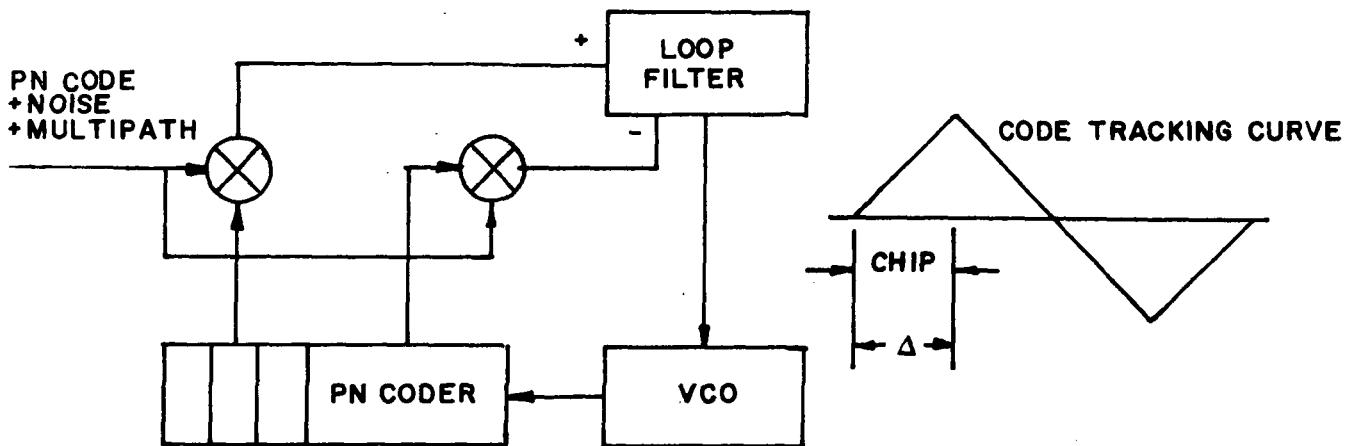 PN CODE
+NOISE
+MULTIPATH
+
LOOP
FILTER
-
CODE TRACKING CURVE
CHIP
Δ
PN CODER
VCO